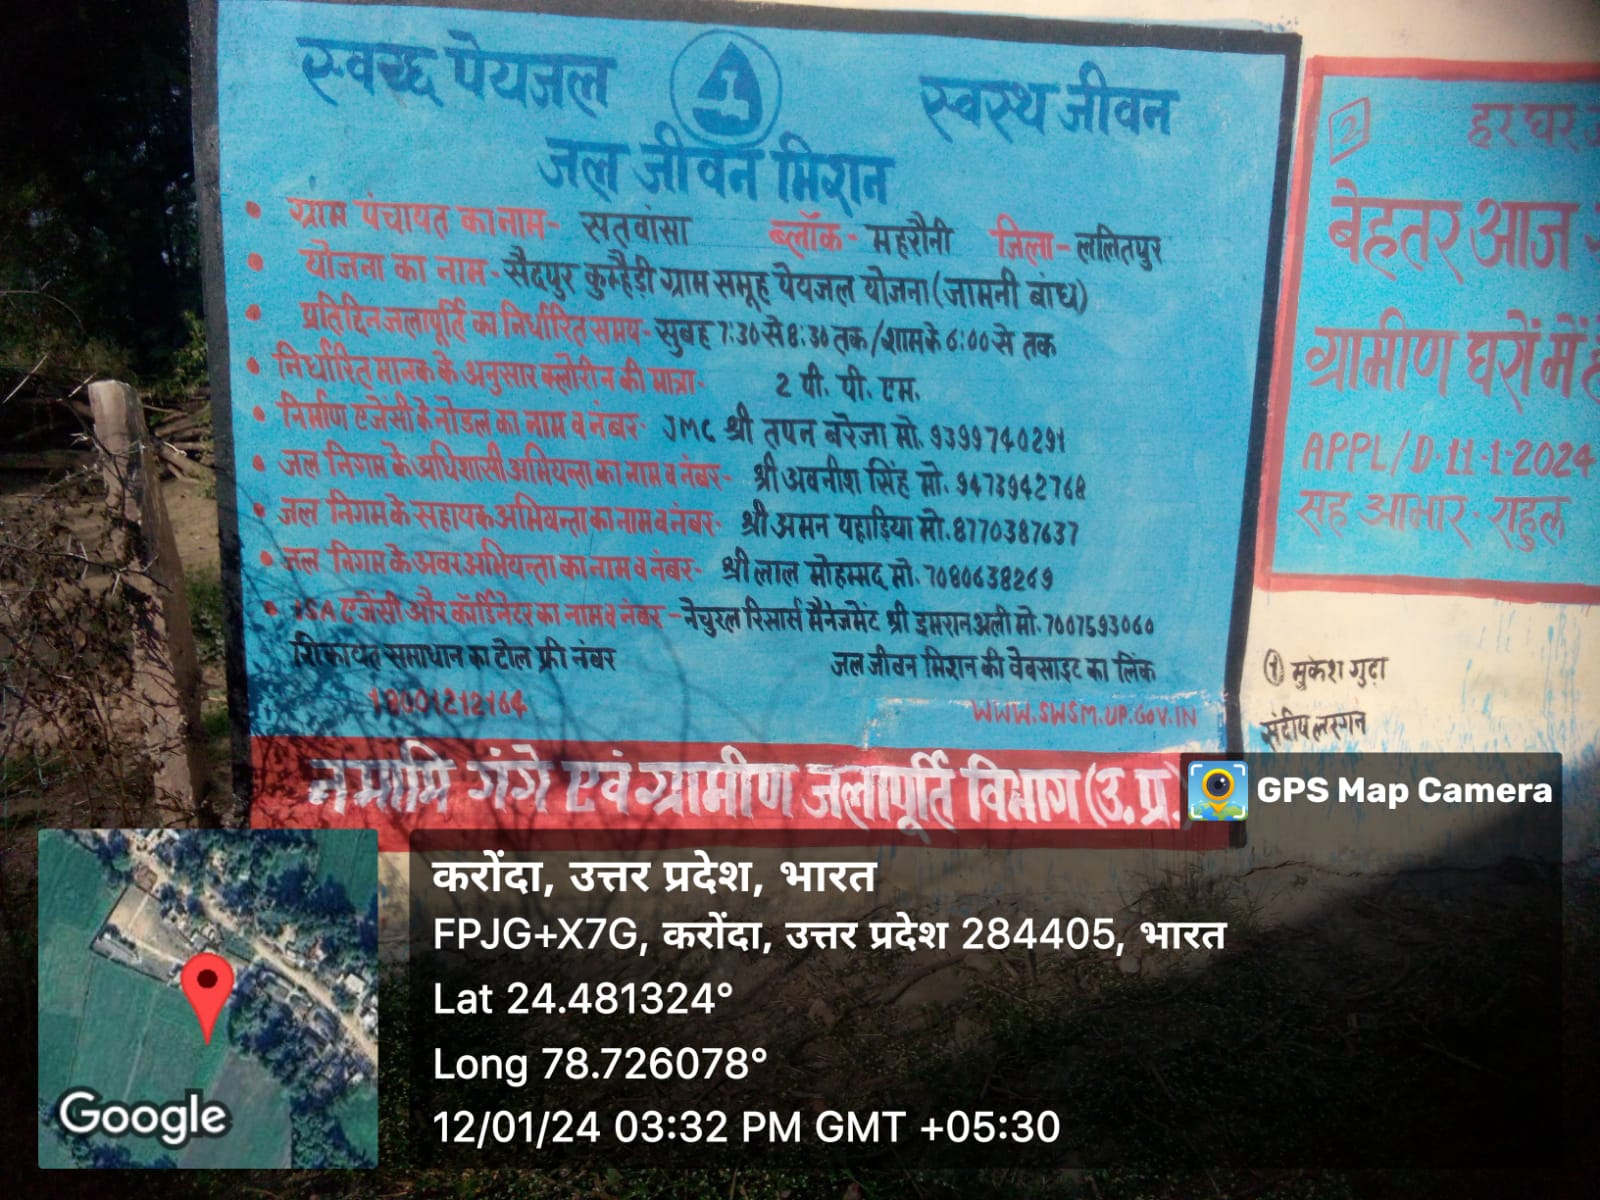 स्वच्छ पेयजल
स्वस्थ जीवन
जल जीवन मिशन
• ग्राम पंचायत का नाम- सतवांसा ब्लॉक- महरौनी जिला- ललितपुर
• योजना का नाम- सैदपुर कुम्हैड़ी ग्राम समूह पेयजल योजना (जामनी बांध)
• प्रतिदिन जलापूर्ति का निर्धारित समय- सुबह 7:30 से 8:30 तक/शाम के 6:00 से तक
• निर्धारित मानक के अनुसार क्लोरीन की मात्रा- 2 पी. पी. एम.
• निर्माण एजेंसी के नोडल का नाम व नंबर- JMC श्री तपन बरेजा मो. 9399740291
• जल निगम के अधिशासी अभियन्ता का नाम व नंबर- श्री अवनीश सिंह मो. 9473942768
• जल निगम के सहायक अभियन्ता का नाम व नंबर- श्री अमन पहाड़िया मो. 8770387637
• जल निगम के अवर अभियन्ता का नाम व नंबर- श्री लाल मोहम्मद मो. 7080638269
• ISA एजेंसी और कॉर्डिनेटर का नाम व नंबर- नेचुरल रिसार्स मैनेजमेंट श्री इमरान अली मो. 7007593060
शिकायत समाधान का टोल फ्री नंबर
18001212164
जल जीवन मिशन की वेबसाइट का लिंक
WWW.SWSM.UP.GOV.IN
नमामि गंगे एवं ग्रामीण जलापूर्ति विभाग (उ.प्र.)
2
हर घर
बेहतर आज
ग्रामीण घरों में
APPL/D-11-1-2024
सह आभार- राहुल
① मुकेश गुढ़ा
संदीप
GPS Map Camera
करोंदा, उत्तर प्रदेश, भारत
FPJG+X7G, करोंदा, उत्तर प्रदेश 284405, भारत
Lat 24.481324°
Long 78.726078°
12/01/24 03:32 PM GMT +05:30
Google